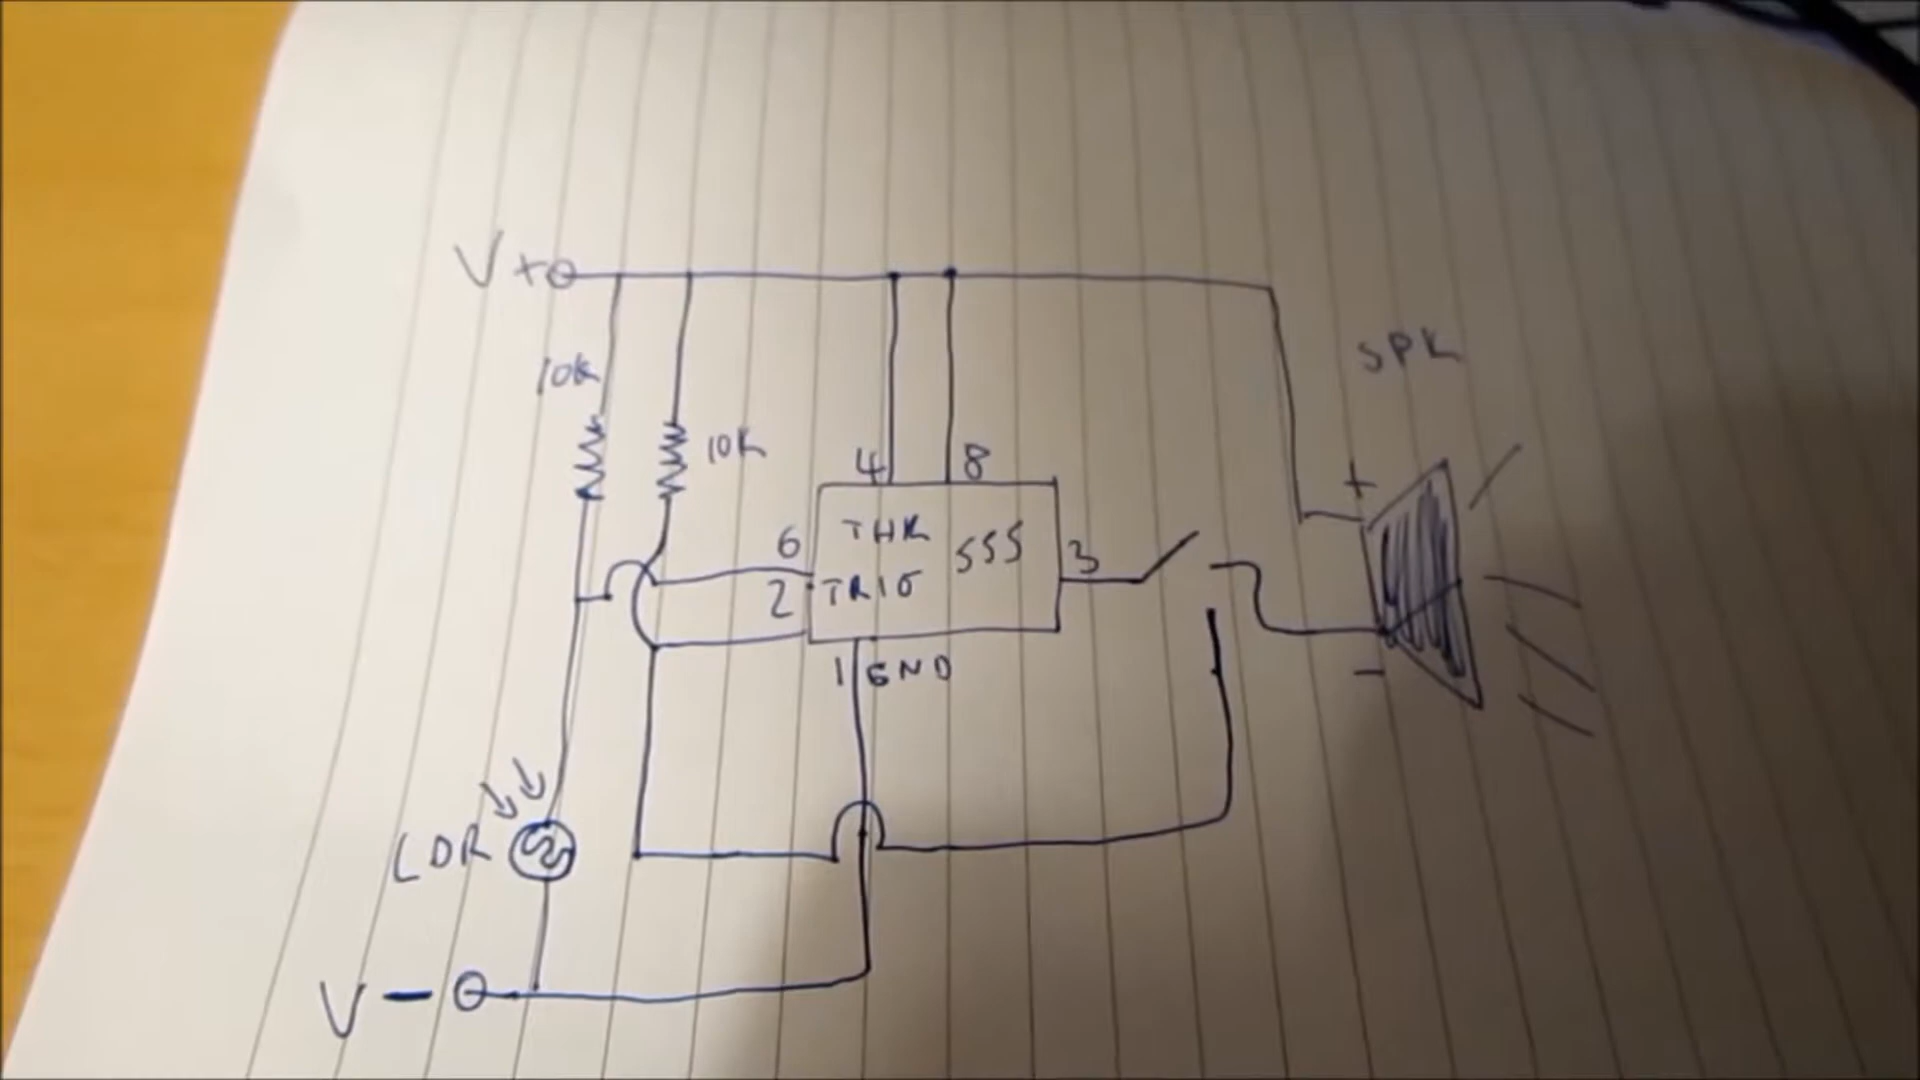 V+
SPK
10k
10k
4 8
6 THR 555 3
2 TRIG
+
-
1 GND
LDR
V-